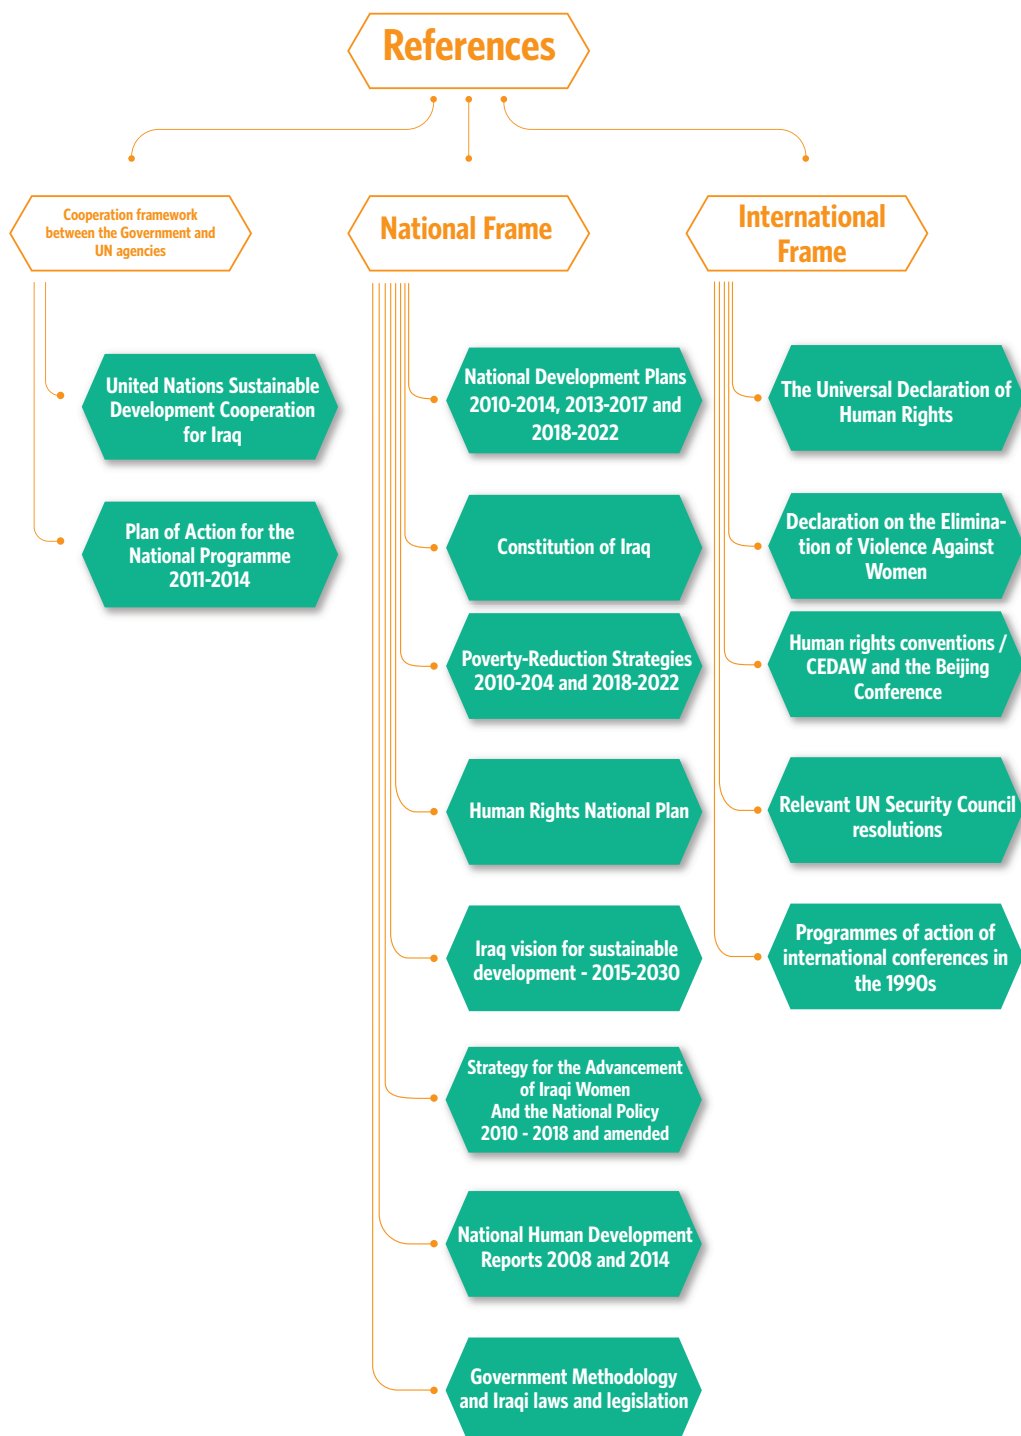 References
Cooperation framework
between the Government and
UN agencies
United Nations Sustainable
Development Cooperation
for Iraq
Plan of Action for the
National Programme
2011-2014
National Frame
National Development Plans
2010-2014, 2013-2017 and
2018-2022
Constitution of Iraq
Poverty-Reduction Strategies
2010-204 and 2018-2022
Human Rights National Plan
Iraq vision for sustainable
development - 2015-2030
Strategy for the Advancement
of Iraqi Women
And the National Policy
2010 - 2018 and amended
National Human Development
Reports 2008 and 2014
Government Methodology
and Iraqi laws and legislation
International
Frame
The Universal Declaration of
Human Rights
Declaration on the Elimina-
tion of Violence Against
Women
Human rights conventions /
CEDAW and the Beijing
Conference
Relevant UN Security Council
resolutions
Programmes of action of
international conferences in
the 1990s